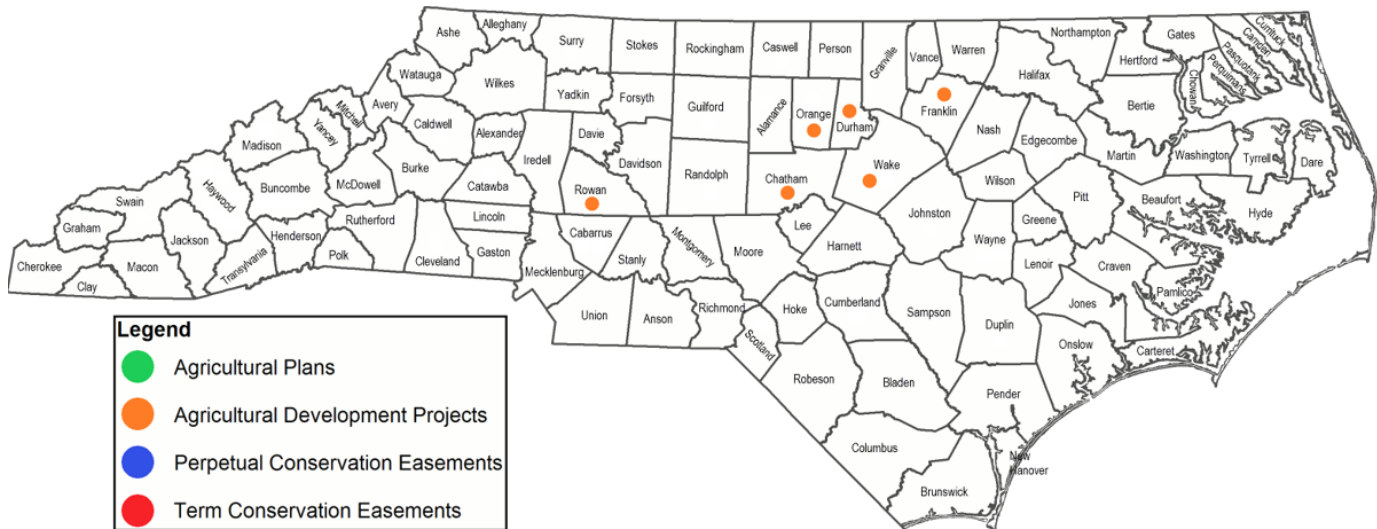 Ashe
Alleghany
Surry
Stokes
Rockingham
Caswell
Person
Granville
Vance
Warren
Northampton
Gates
Currituck
Camden
Pasquotank
Perquimans
Chowan
Hertford
Halifax
Bertie
Watauga
Wilkes
Yadkin
Forsyth
Guilford
Alamance
Orange
Durham
Franklin
Nash
Edgecombe
Martin
Washington
Tyrrell
Dare
Mitchell
Avery
Yancey
Caldwell
Alexander
Iredell
Davie
Davidson
Randolph
Chatham
Wake
Wilson
Pitt
Beaufort
Hyde
Madison
Buncombe
McDowell
Burke
Catawba
Rowan
Lincoln
Lee
Johnston
Greene
Haywood
Swain
Graham
Jackson
Henderson
Rutherford
Polk
Cleveland
Gaston
Cabarrus
Stanly
Montgomery
Moore
Harnett
Wayne
Lenoir
Craven
Pamlico
Cherokee
Clay
Macon
Transylvania
Mecklenburg
Union
Anson
Richmond
Scotland
Hoke
Cumberland
Sampson
Duplin
Jones
Onslow
Carteret
Robeson
Bladen
Pender
Columbus
Brunswick
New
Hanover
Legend
Agricultural Plans
Agricultural Development Projects
Perpetual Conservation Easements
Term Conservation Easements